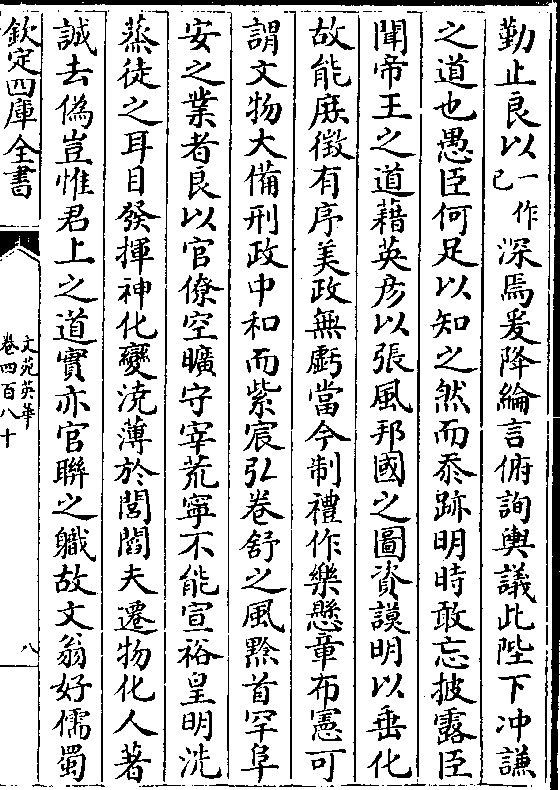 勤止良以一作已深焉爰降綸言俯詢輿議此陛下冲謙
之道也愚臣何足以知之然而忝跡明時敢忘披露臣
聞帝王之道藉英彦以張風邦國之圖資謨明以垂化
故能庶徴有序美政無虧當今制禮作樂懸章布憲可
謂文物大備刑政中和而紫宸弘卷舒之風黔首罕阜
安之業者良以官僚空曠守宰荒寧不能宣裕皇明洗
蒸徒之耳目發揮神化變澆薄於閭閻夫遷物化人著
誠去偽豈惟君上之道實亦官聯之職故文翁好儒蜀
欽定四庫全書
文苑英華
卷四百八十
八